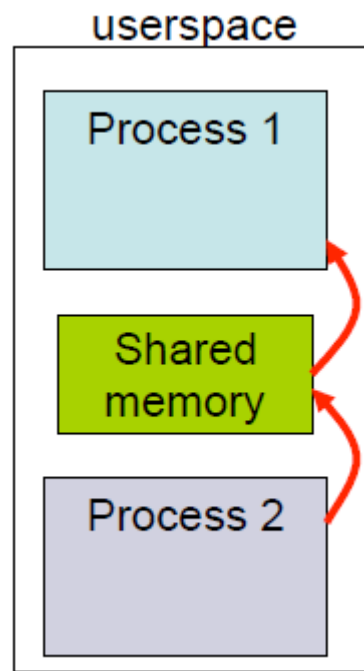 userspace
Process 1
Shared
memory
Process 2